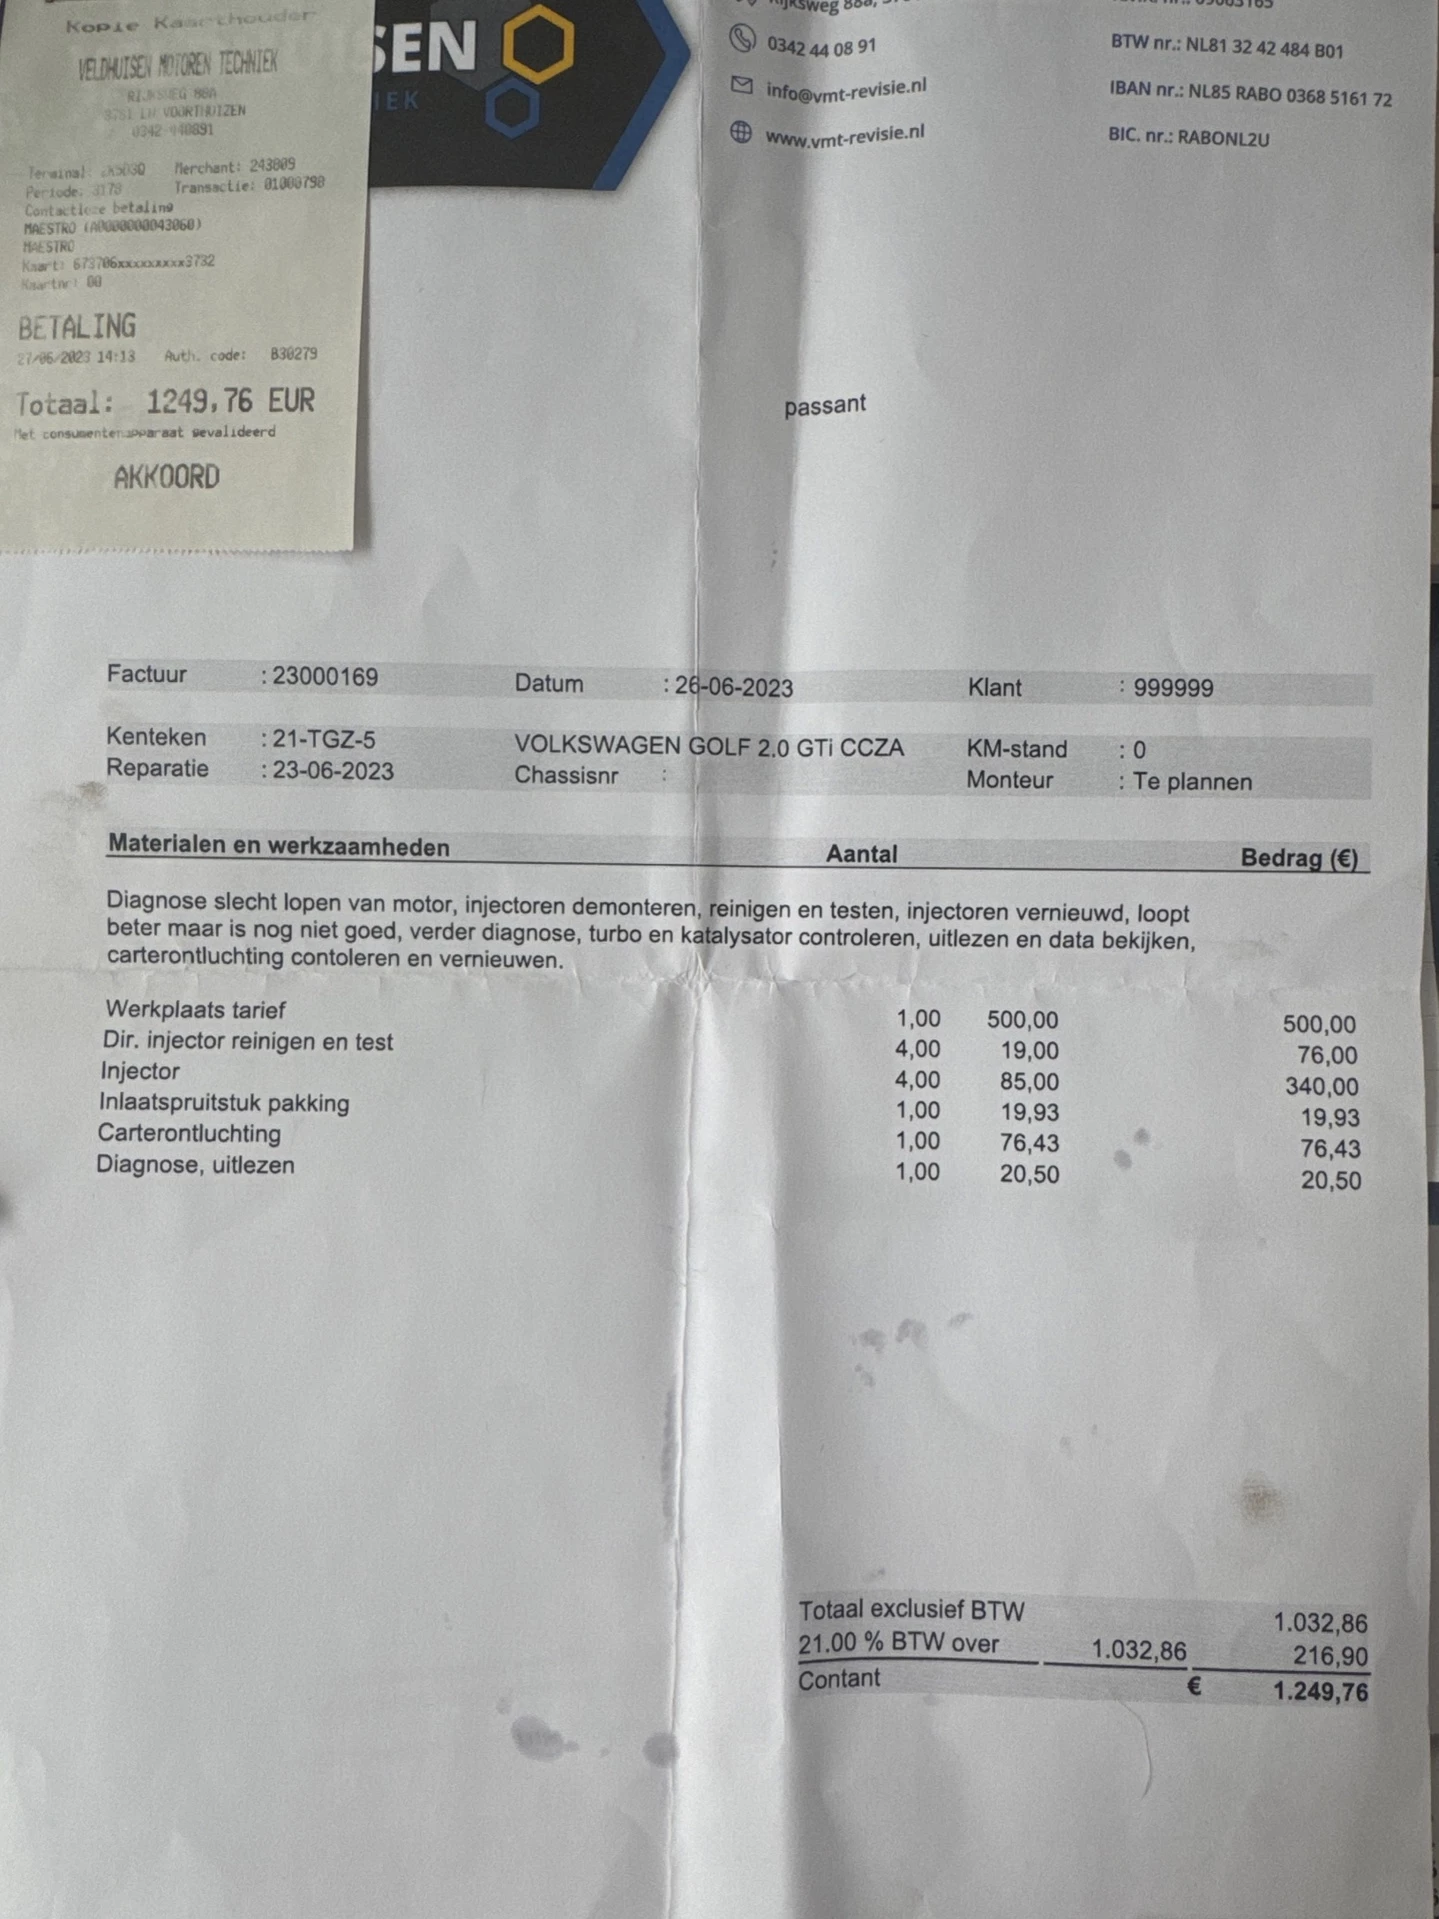 Kopie Kaarthouder
VELDHUISEN MOTOREN TECHNIEK
RIJKSWEG 88A
VOORTHUIZEN
0342-440891
Terminal: Merchant: 243809
Periode: 3178 Transactie: 01000798
Contactloze betaling
MAESTRO (A0000000043060)
MAESTRO
Kaart: 673706xxxxxxxxx3732
Kaartnr: 00
BETALING
27/06/2023 14:13 Auth. code: B30279
Totaal: 1249,76 EUR
Met consumentenapparaat gevalideerd
AKKOORD
SEN
IEK
Rijksweg 88a,
0342 44 08 91
info@vmt-revisie.nl
www.vmt-revisie.nl
BTW nr.: NL81 32 42 484 B01
IBAN nr.: NL85 RABO 0368 5161 72
BIC. nr.: RABONL2U
passant
Factuur : 23000169 Datum : 26-06-2023 Klant : 999999
Kenteken : 21-TGZ-5 VOLKSWAGEN GOLF 2.0 GTi CCZA KM-stand : 0
Reparatie : 23-06-2023 Chassisnr : Monteur : Te plannen
Materialen en werkzaamheden Aantal Bedrag (€)
Diagnose slecht lopen van motor, injectoren demonteren, reinigen en testen, injectoren vernieuwd, loopt
beter maar is nog niet goed, verder diagnose, turbo en katalysator controleren, uitlezen en data bekijken,
carterontluchting contoleren en vernieuwen.
Werkplaats tarief 1,00 500,00 500,00
Dir. injector reinigen en test 4,00 19,00 76,00
Injector 4,00 85,00 340,00
Inlaatspruitstuk pakking 1,00 19,93 19,93
Carterontluchting 1,00 76,43 76,43
Diagnose, uitlezen 1,00 20,50 20,50
Totaal exclusief BTW 1.032,86
21.00 % BTW over 1.032,86 216,90
Contant € 1.249,76